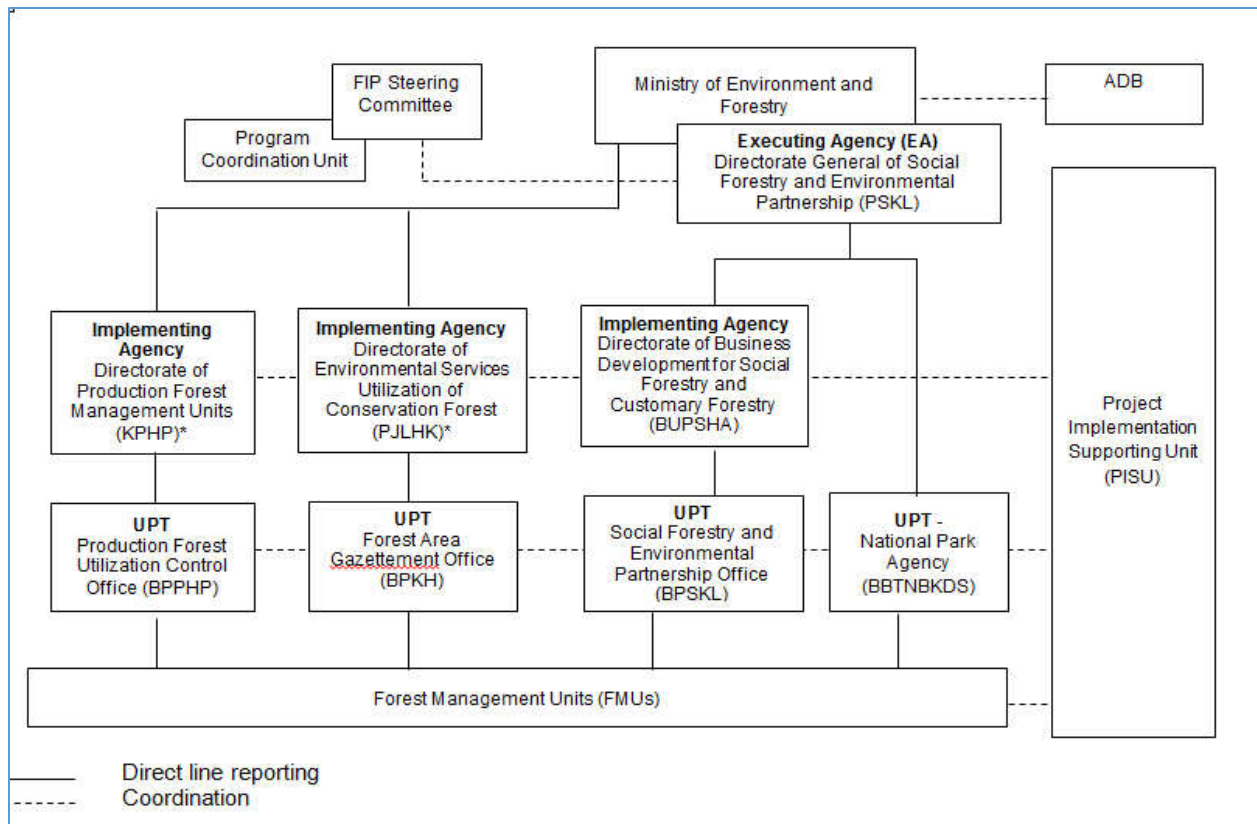 FIP Steering
Committee
Program
Coordination Unit
Ministry of Environment and
Forestry
ADB
Executing Agency (EA)
Directorate General of Social
Forestry and Environmental
Partnership (PSKL)
Implementing
Agency
Directorate of
Production Forest
Management Units
(KPHP)*
Implementing Agency
Directorate of
Environmental Services
Utilization of
Conservation Forest
(PJLHK)*
Implementing Agency
Directorate of Business
Development for Social
Forestry and
Customary Forestry
(BUPSHA)
Project
Implementation
Supporting Unit
(PISU)
UPT
Production Forest
Utilization Control
Office (BPPHP)
UPT
Forest Area
Gazettement Office
(BPKH)
UPT
Social Forestry and
Environmental
Partnership Office
(BPSKL)
UPT -
National Park
Agency
(BBTNBKDS)
Forest Management Units (FMUs)
Direct line reporting
Coordination